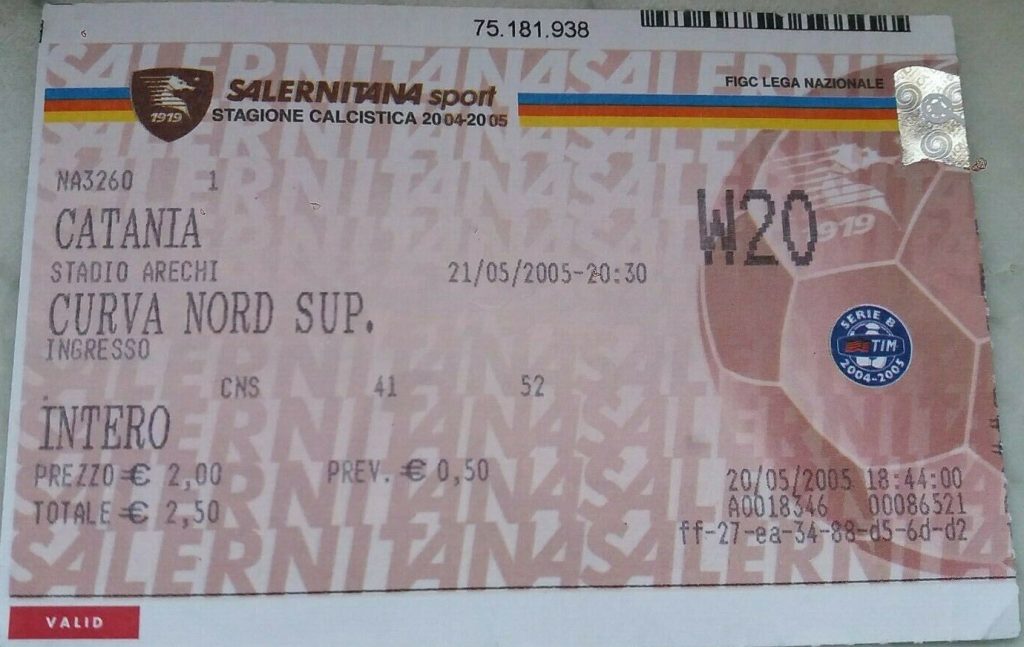 75.181.938
SALERNITANA sport
FIGC LEGA NAZIONALE
1919
STAGIONE CALCISTICA 2004-2005
NA3260 1
CATANIA
W20
1919
STADIO ARECHI 21/05/2005-20:30
CURVA NORD SUP.
INGRESSO
SERIE B
TIM
2004-2005
CNS 41 52
INTERO
PREZZO € 2,00 PREV. € 0,50
20/05/2005 18:44:00
TOTALE € 2,50
A0018346 00086521
ff-27-ea-34-88-d5-6d-d2
VALID